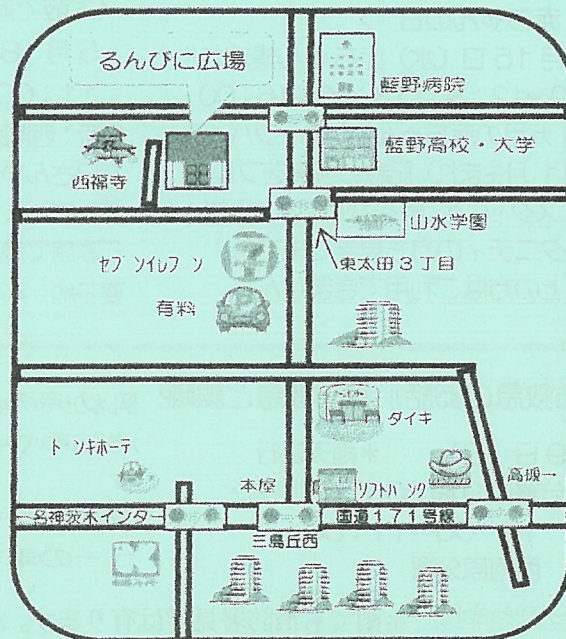 るんびに広場
藍野病院
藍野高校・大学
西福寺
山水学園
東太田３丁目
セブンイレブン
有料
ダイキ
ドンキホーテ
本屋
ソフトバンク
高槻→
←名神茨木インター
国道１７１号線
三島丘西